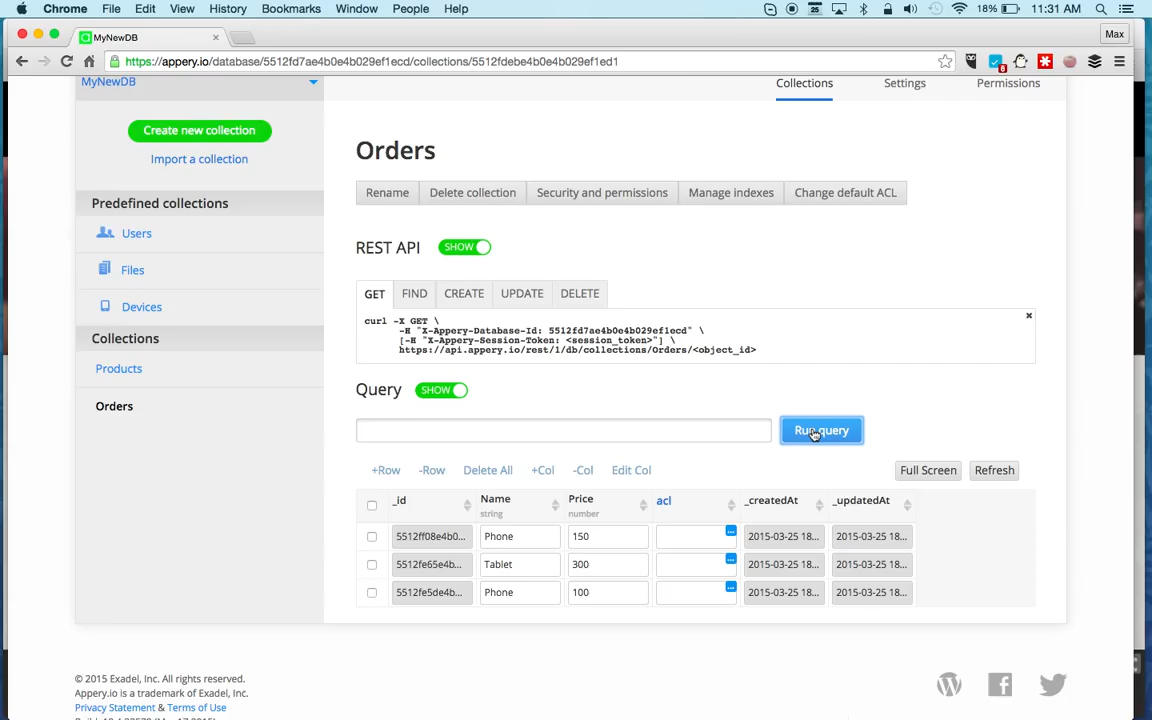 Chrome File Edit View History Bookmarks Window People Help 25 18% 11:31 AM
MyNewDB × Max
https://appery.io/database/5512fd7ae4b0e4b029ef1ecd/collections/5512fdebe4b0e4b029ef1ed1 8
MyNewDB
Collections Settings Permissions
Create new collection
Import a collection
Predefined collections
Users
Files
Devices
Collections
Products
Orders
Orders
Rename Delete collection Security and permissions Manage indexes Change default ACL
REST API SHOW
GET FIND CREATE UPDATE DELETE
curl -X GET \
-H "X-Appery-Database-Id: 5512fd7ae4b0e4b029ef1ecd" \
[-H "X-Appery-Session-Token: <session_token>"] \
https://api.appery.io/rest/1/db/collections/Orders/<object_id>
Query SHOW
Run query
+Row -Row Delete All +Col -Col Edit Col Full Screen Refresh
_id Name string Price number acl _createdAt _updatedAt
5512ff08e4b0... Phone 150 ... 2015-03-25 18... 2015-03-25 18...
5512fe65e4b... Tablet 300 ... 2015-03-25 18... 2015-03-25 18...
5512fe5de4b... Phone 100 ... 2015-03-25 18... 2015-03-25 18...
© 2015 Exadel, Inc. All rights reserved.
Appery.io is a trademark of Exadel, Inc.
Privacy Statement & Terms of Use